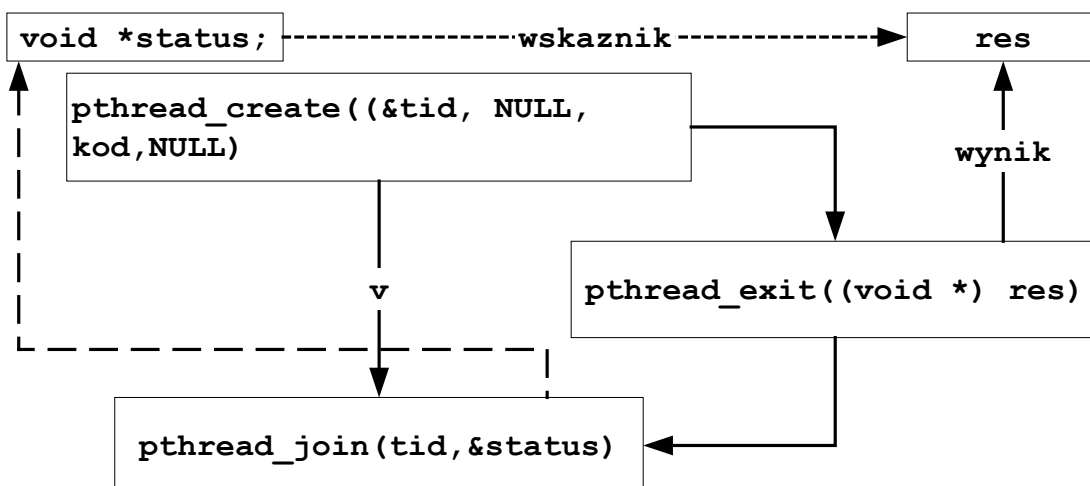 void *status;
wskaznik
res
pthread_create((&tid, NULL,
kod,NULL)
wynik
pthread_exit((void *) res)
v
pthread_join(tid,&status)